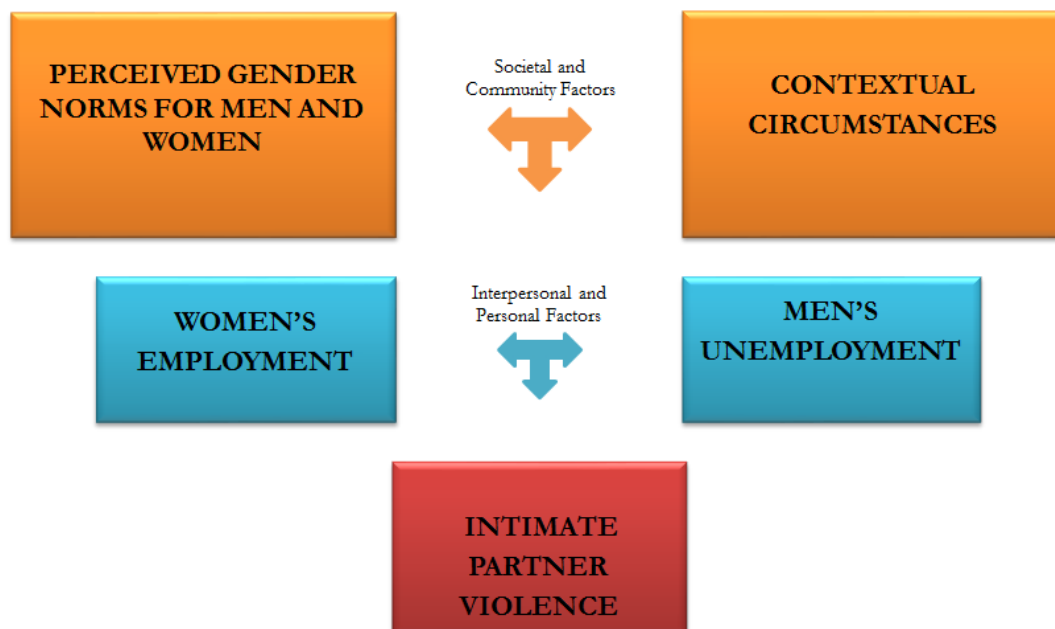 PERCEIVED GENDER
NORMS FOR MEN AND
WOMEN
Societal and
Community Factors
CONTEXTUAL
CIRCUMSTANCES
WOMEN’S
EMPLOYMENT
Interpersonal and
Personal Factors
MEN’S
UNEMPLOYMENT
INTIMATE
PARTNER
VIOLENCE